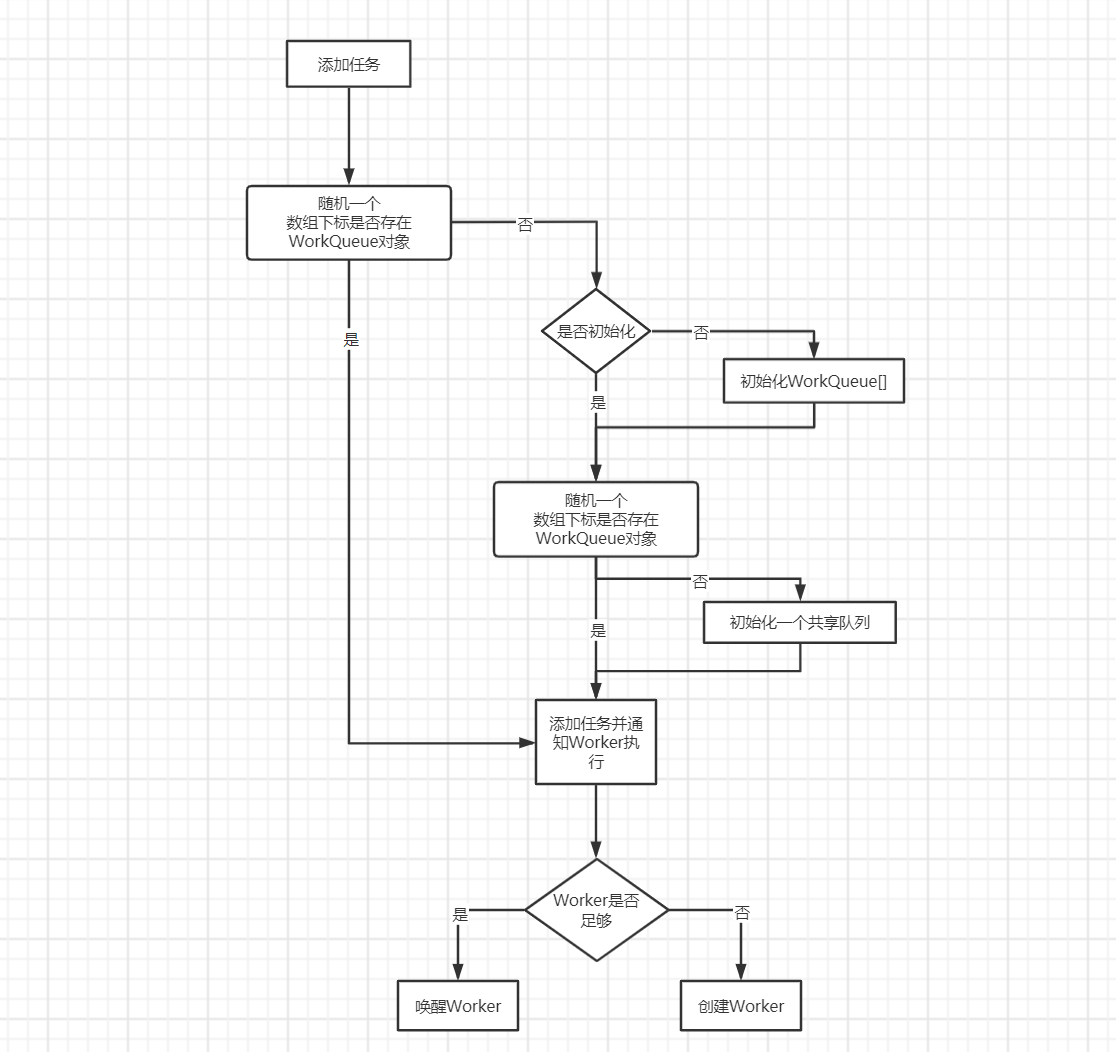 添加任务
随机一个
数组下标是否存在
WorkQueue对象
否
是
是否初始化
否
初始化WorkQueue[]
是
随机一个
数组下标是否存在
WorkQueue对象
否
初始化一个共享队列
是
添加任务并通
知Worker执
行
Worker是否
足够
是
否
唤醒Worker
创建Worker